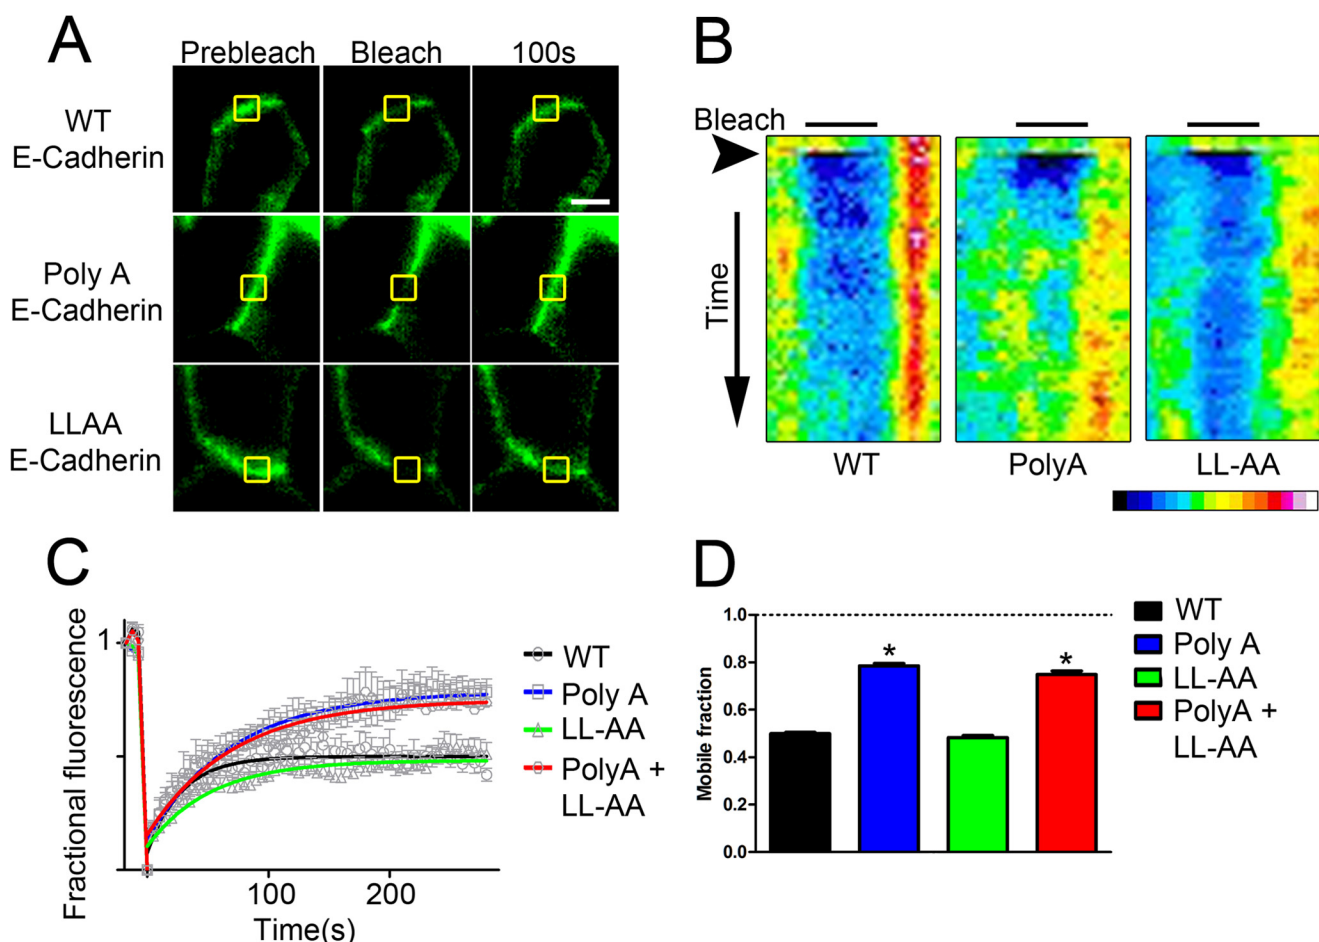 A
Prebleach Bleach 100s
WT
E-Cadherin
Poly A
E-Cadherin
LLAA
E-Cadherin
B
Bleach
Time
WT PolyA LL-AA
C
Fractional fluorescence
1
100 200
Time(s)
WT
Poly A
LL-AA
PolyA +
LL-AA
D
Mobile fraction
1.0
0.8
0.6
0.4
0.2
0.0
* *
WT
Poly A
LL-AA
PolyA +
LL-AA